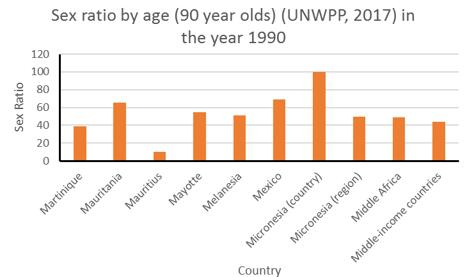 Sex ratio by age (90 year olds) (UNWPP, 2017) in
the year 1990
120
100
80
60
40
20
0
Sex Ratio
Martinique
Mauritania
Mauritius
Mayotte
Melanesia
Mexico
Micronesia (country)
Micronesia (region)
Middle Africa
Middle-income countries
Country